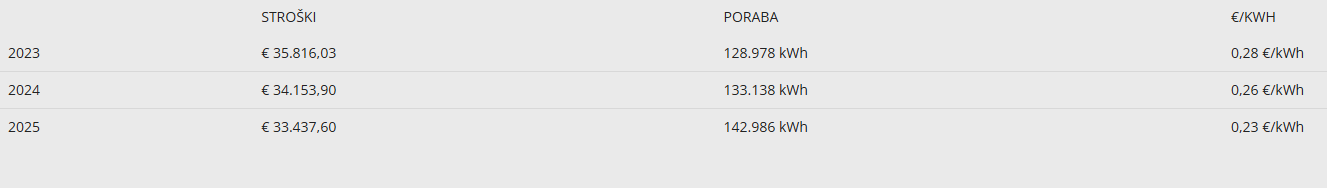 STROŠKI PORABA €/KWH
2023 € 35.816,03 128.978 kWh 0,28 €/kWh
2024 € 34.153,90 133.138 kWh 0,26 €/kWh
2025 € 33.437,60 142.986 kWh 0,23 €/kWh